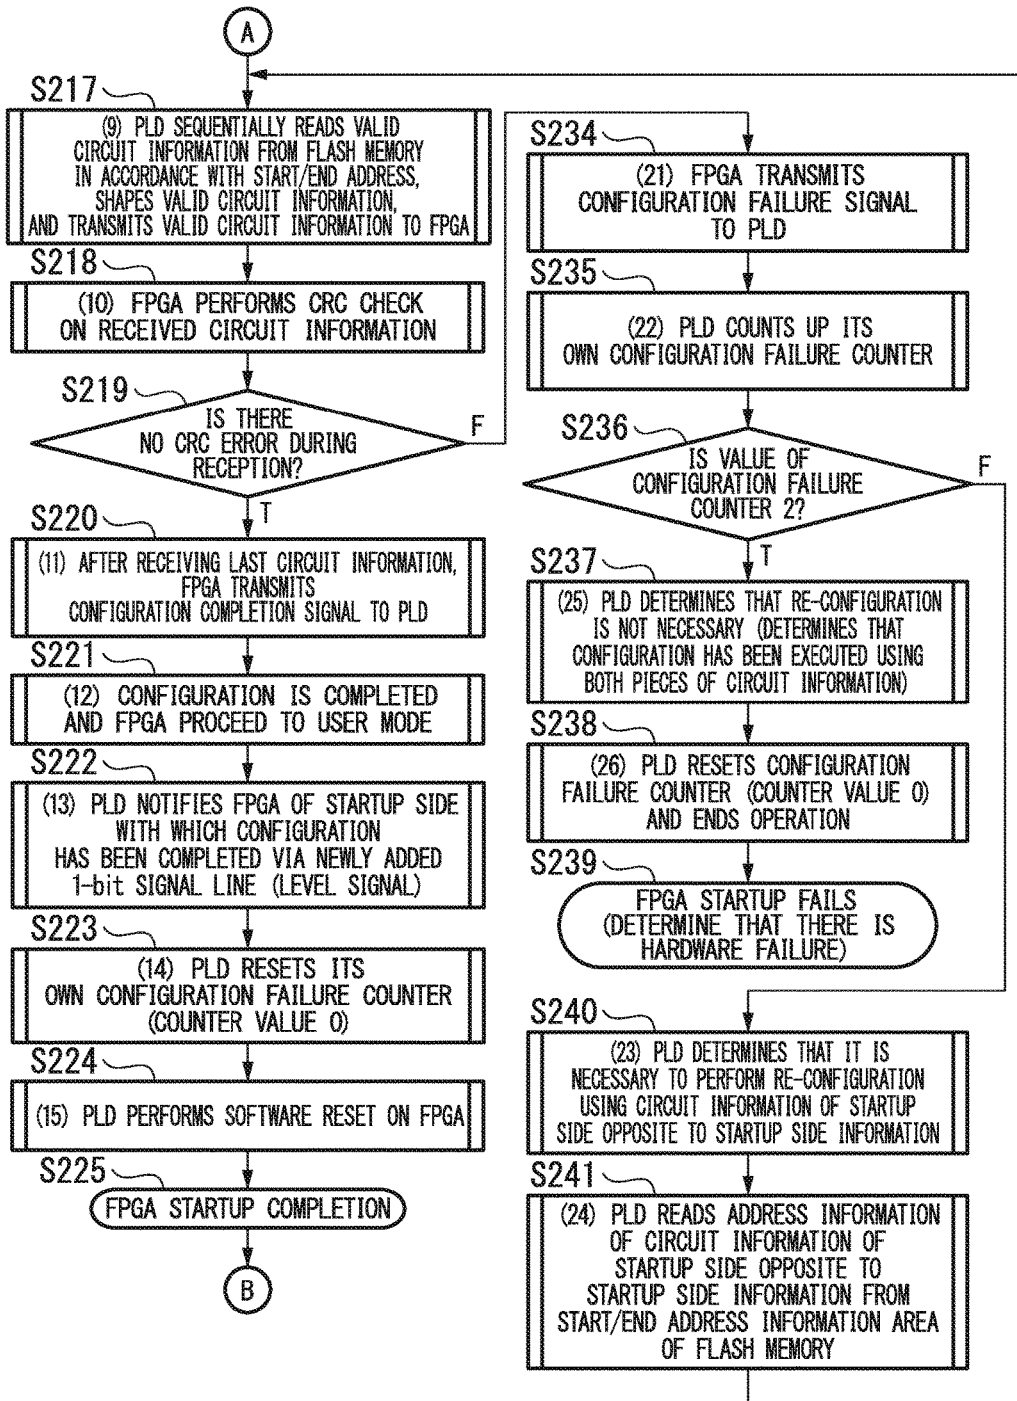 A
S217
(9) PLD SEQUENTIALLY READS VALID
CIRCUIT INFORMATION FROM FLASH MEMORY
IN ACCORDANCE WITH START/END ADDRESS,
SHAPES VALID CIRCUIT INFORMATION,
AND TRANSMITS VALID CIRCUIT INFORMATION TO FPGA
S218
(10) FPGA PERFORMS CRC CHECK
ON RECEIVED CIRCUIT INFORMATION
S219
IS THERE
NO CRC ERROR DURING
RECEPTION?
F
T
S220
(11) AFTER RECEIVING LAST CIRCUIT INFORMATION,
FPGA TRANSMITS
CONFIGURATION COMPLETION SIGNAL TO PLD
S221
(12) CONFIGURATION IS COMPLETED
AND FPGA PROCEED TO USER MODE
S222
(13) PLD NOTIFIES FPGA OF STARTUP SIDE
WITH WHICH CONFIGURATION
HAS BEEN COMPLETED VIA NEWLY ADDED
1-bit SIGNAL LINE (LEVEL SIGNAL)
S223
(14) PLD RESETS ITS
OWN CONFIGURATION FAILURE COUNTER
(COUNTER VALUE 0)
S224
(15) PLD PERFORMS SOFTWARE RESET ON FPGA
S225
FPGA STARTUP COMPLETION
B
S234
(21) FPGA TRANSMITS
CONFIGURATION FAILURE SIGNAL
TO PLD
S235
(22) PLD COUNTS UP ITS
OWN CONFIGURATION FAILURE COUNTER
S236
IS VALUE OF
CONFIGURATION FAILURE
COUNTER 2?
F
T
S237
(25) PLD DETERMINES THAT RE-CONFIGURATION
IS NOT NECESSARY (DETERMINES THAT
CONFIGURATION HAS BEEN EXECUTED USING
BOTH PIECES OF CIRCUIT INFORMATION)
S238
(26) PLD RESETS CONFIGURATION
FAILURE COUNTER (COUNTER VALUE 0)
AND ENDS OPERATION
S239
FPGA STARTUP FAILS
(DETERMINE THAT THERE IS
HARDWARE FAILURE)
S240
(23) PLD DETERMINES THAT IT IS
NECESSARY TO PERFORM RE-CONFIGURATION
USING CIRCUIT INFORMATION OF STARTUP
SIDE OPPOSITE TO STARTUP SIDE INFORMATION
S241
(24) PLD READS ADDRESS INFORMATION
OF CIRCUIT INFORMATION OF
STARTUP SIDE OPPOSITE TO
STARTUP SIDE INFORMATION FROM
START/END ADDRESS INFORMATION AREA
OF FLASH MEMORY